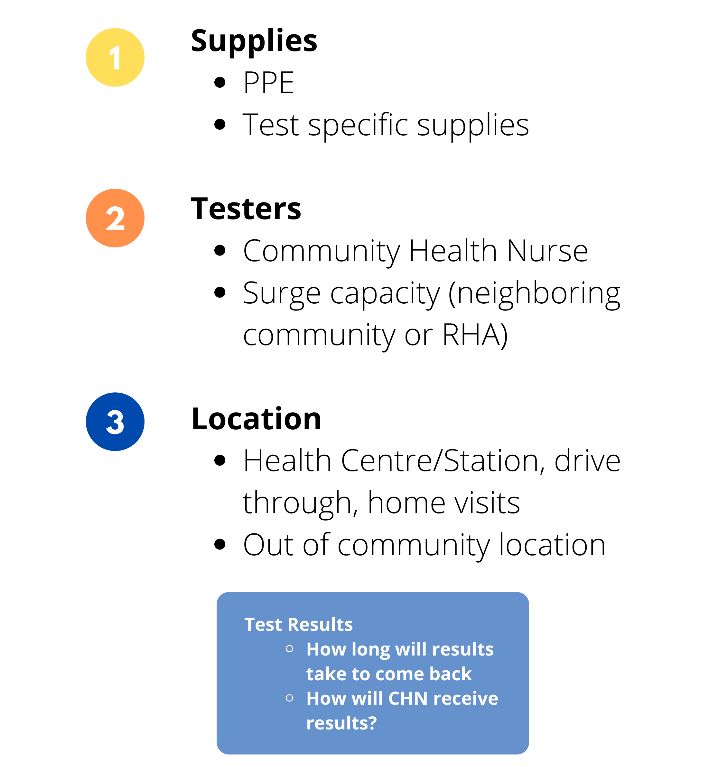 1
Supplies
• PPE
• Test specific supplies
2
Testers
• Community Health Nurse
• Surge capacity (neighboring
community or RHA)
3
Location
• Health Centre/Station, drive
through, home visits
• Out of community location
Test Results
○ How long will results
take to come back
○ How will CHN receive
results?